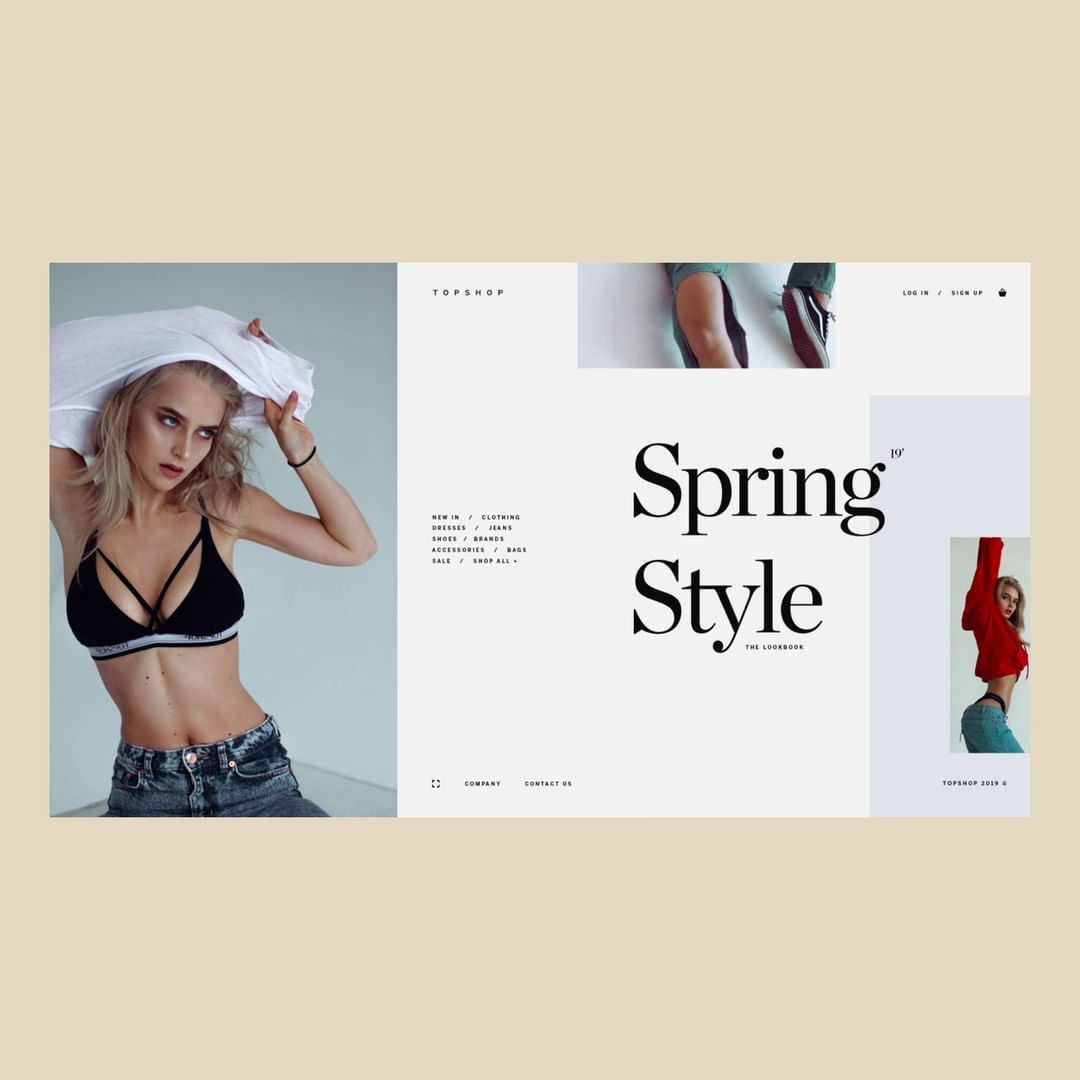 TOPSHOP
LOG IN / SIGN UP
Spring 19'
Style
THE LOOKBOOK
NEW IN / CLOTHING
DRESSES / JEANS
SHOES / BRANDS
ACCESSORIES / BAGS
SALE / SHOP ALL +
COMPANY CONTACT US
TOPSHOP 2019 ©